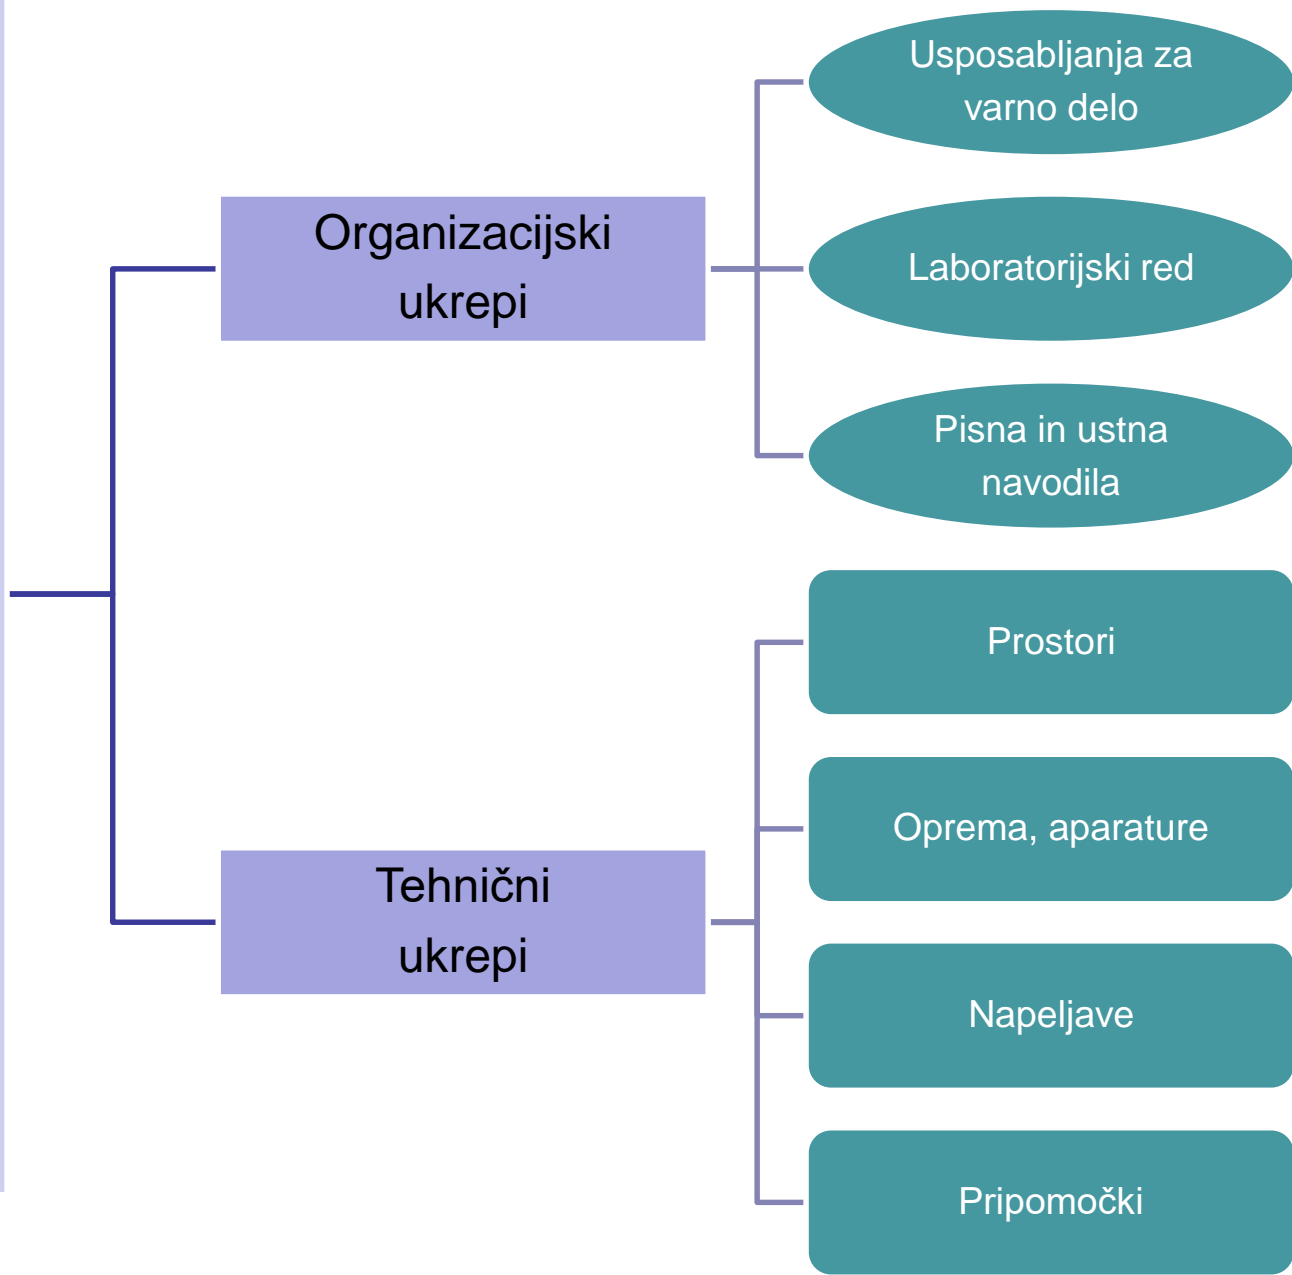 Usposabljanja za
varno delo
Organizacijski
ukrepi
Laboratorijski red
Pisna in ustna
navodila
Prostori
Oprema, aparature
Tehnični
ukrepi
Napeljave
Pripomočki